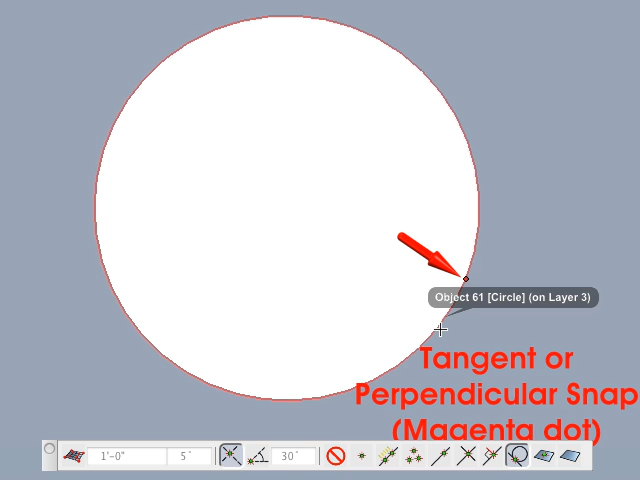 Object 61 [Circle] (on Layer 3)
Tangent or
Perpendicular Snap
(Magenta dot)
1'-0" 5° 30°